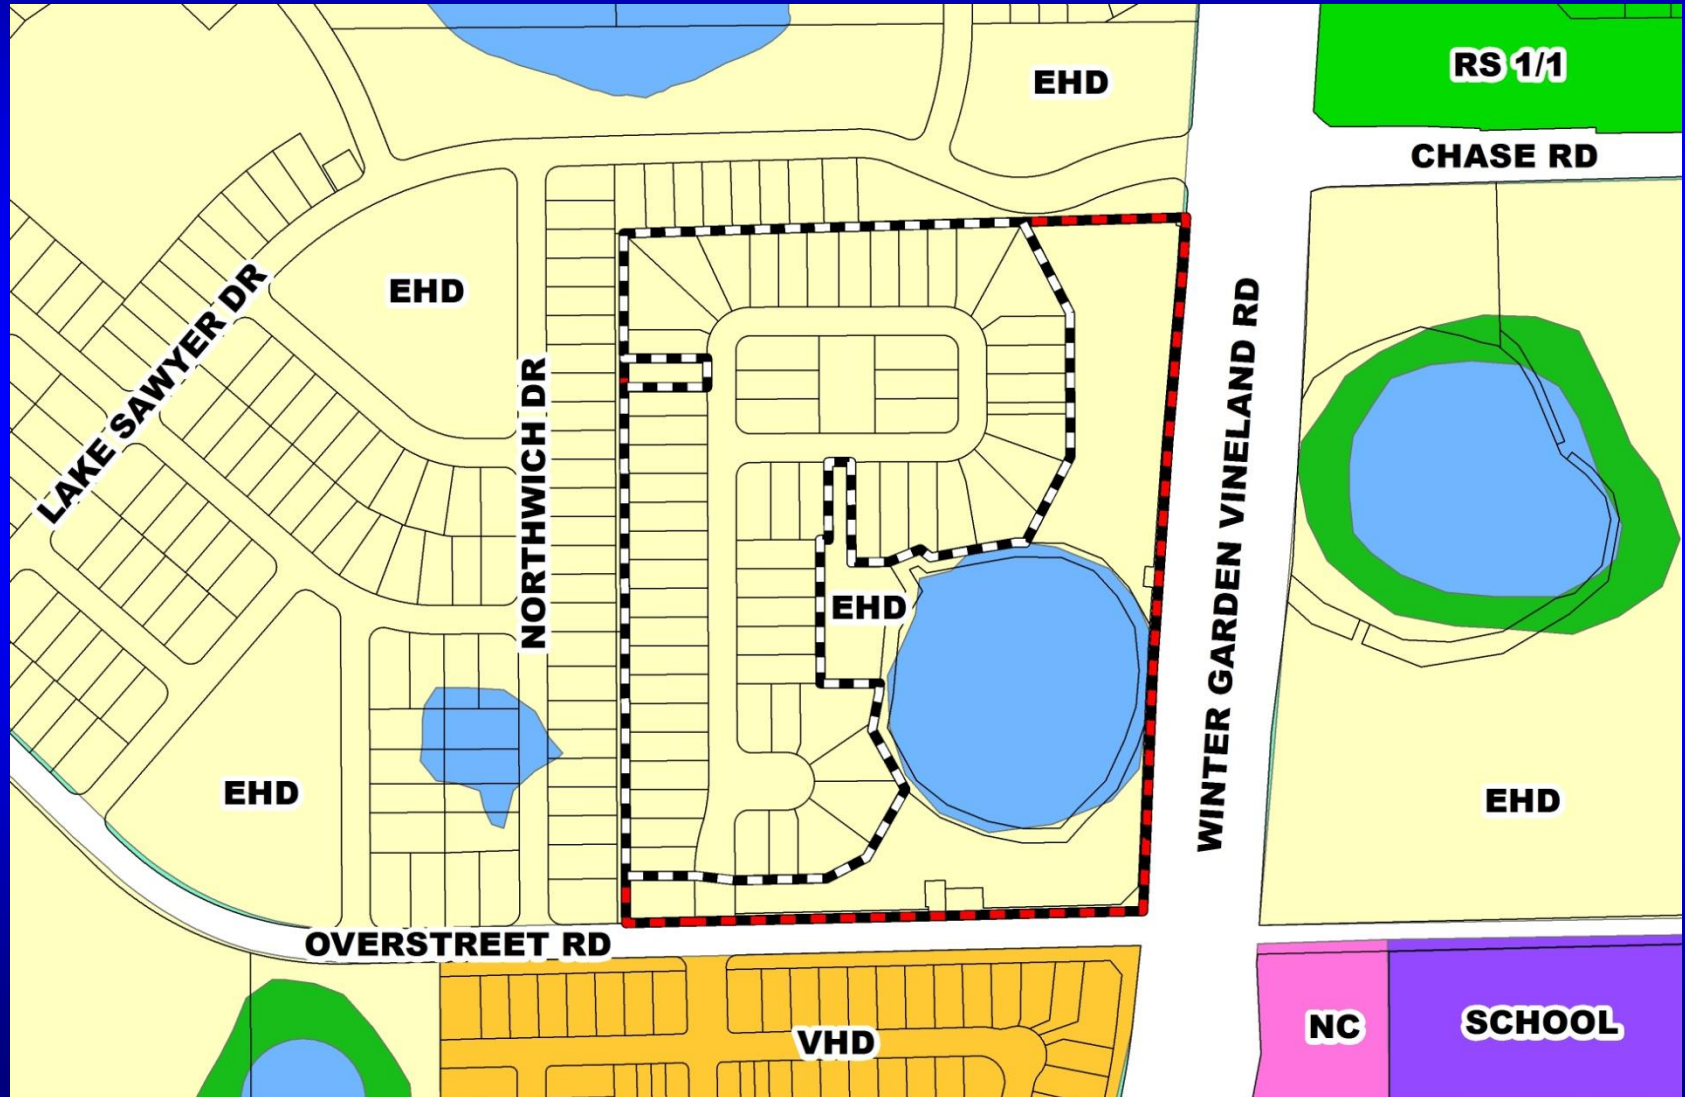 RS 1/1
EHD
CHASE RD
EHD
LAKE SAWYER DR
NORTHWICH DR
WINTER GARDEN VINELAND RD
EHD
EHD
EHD
OVERSTREET RD
VHD
NC
SCHOOL